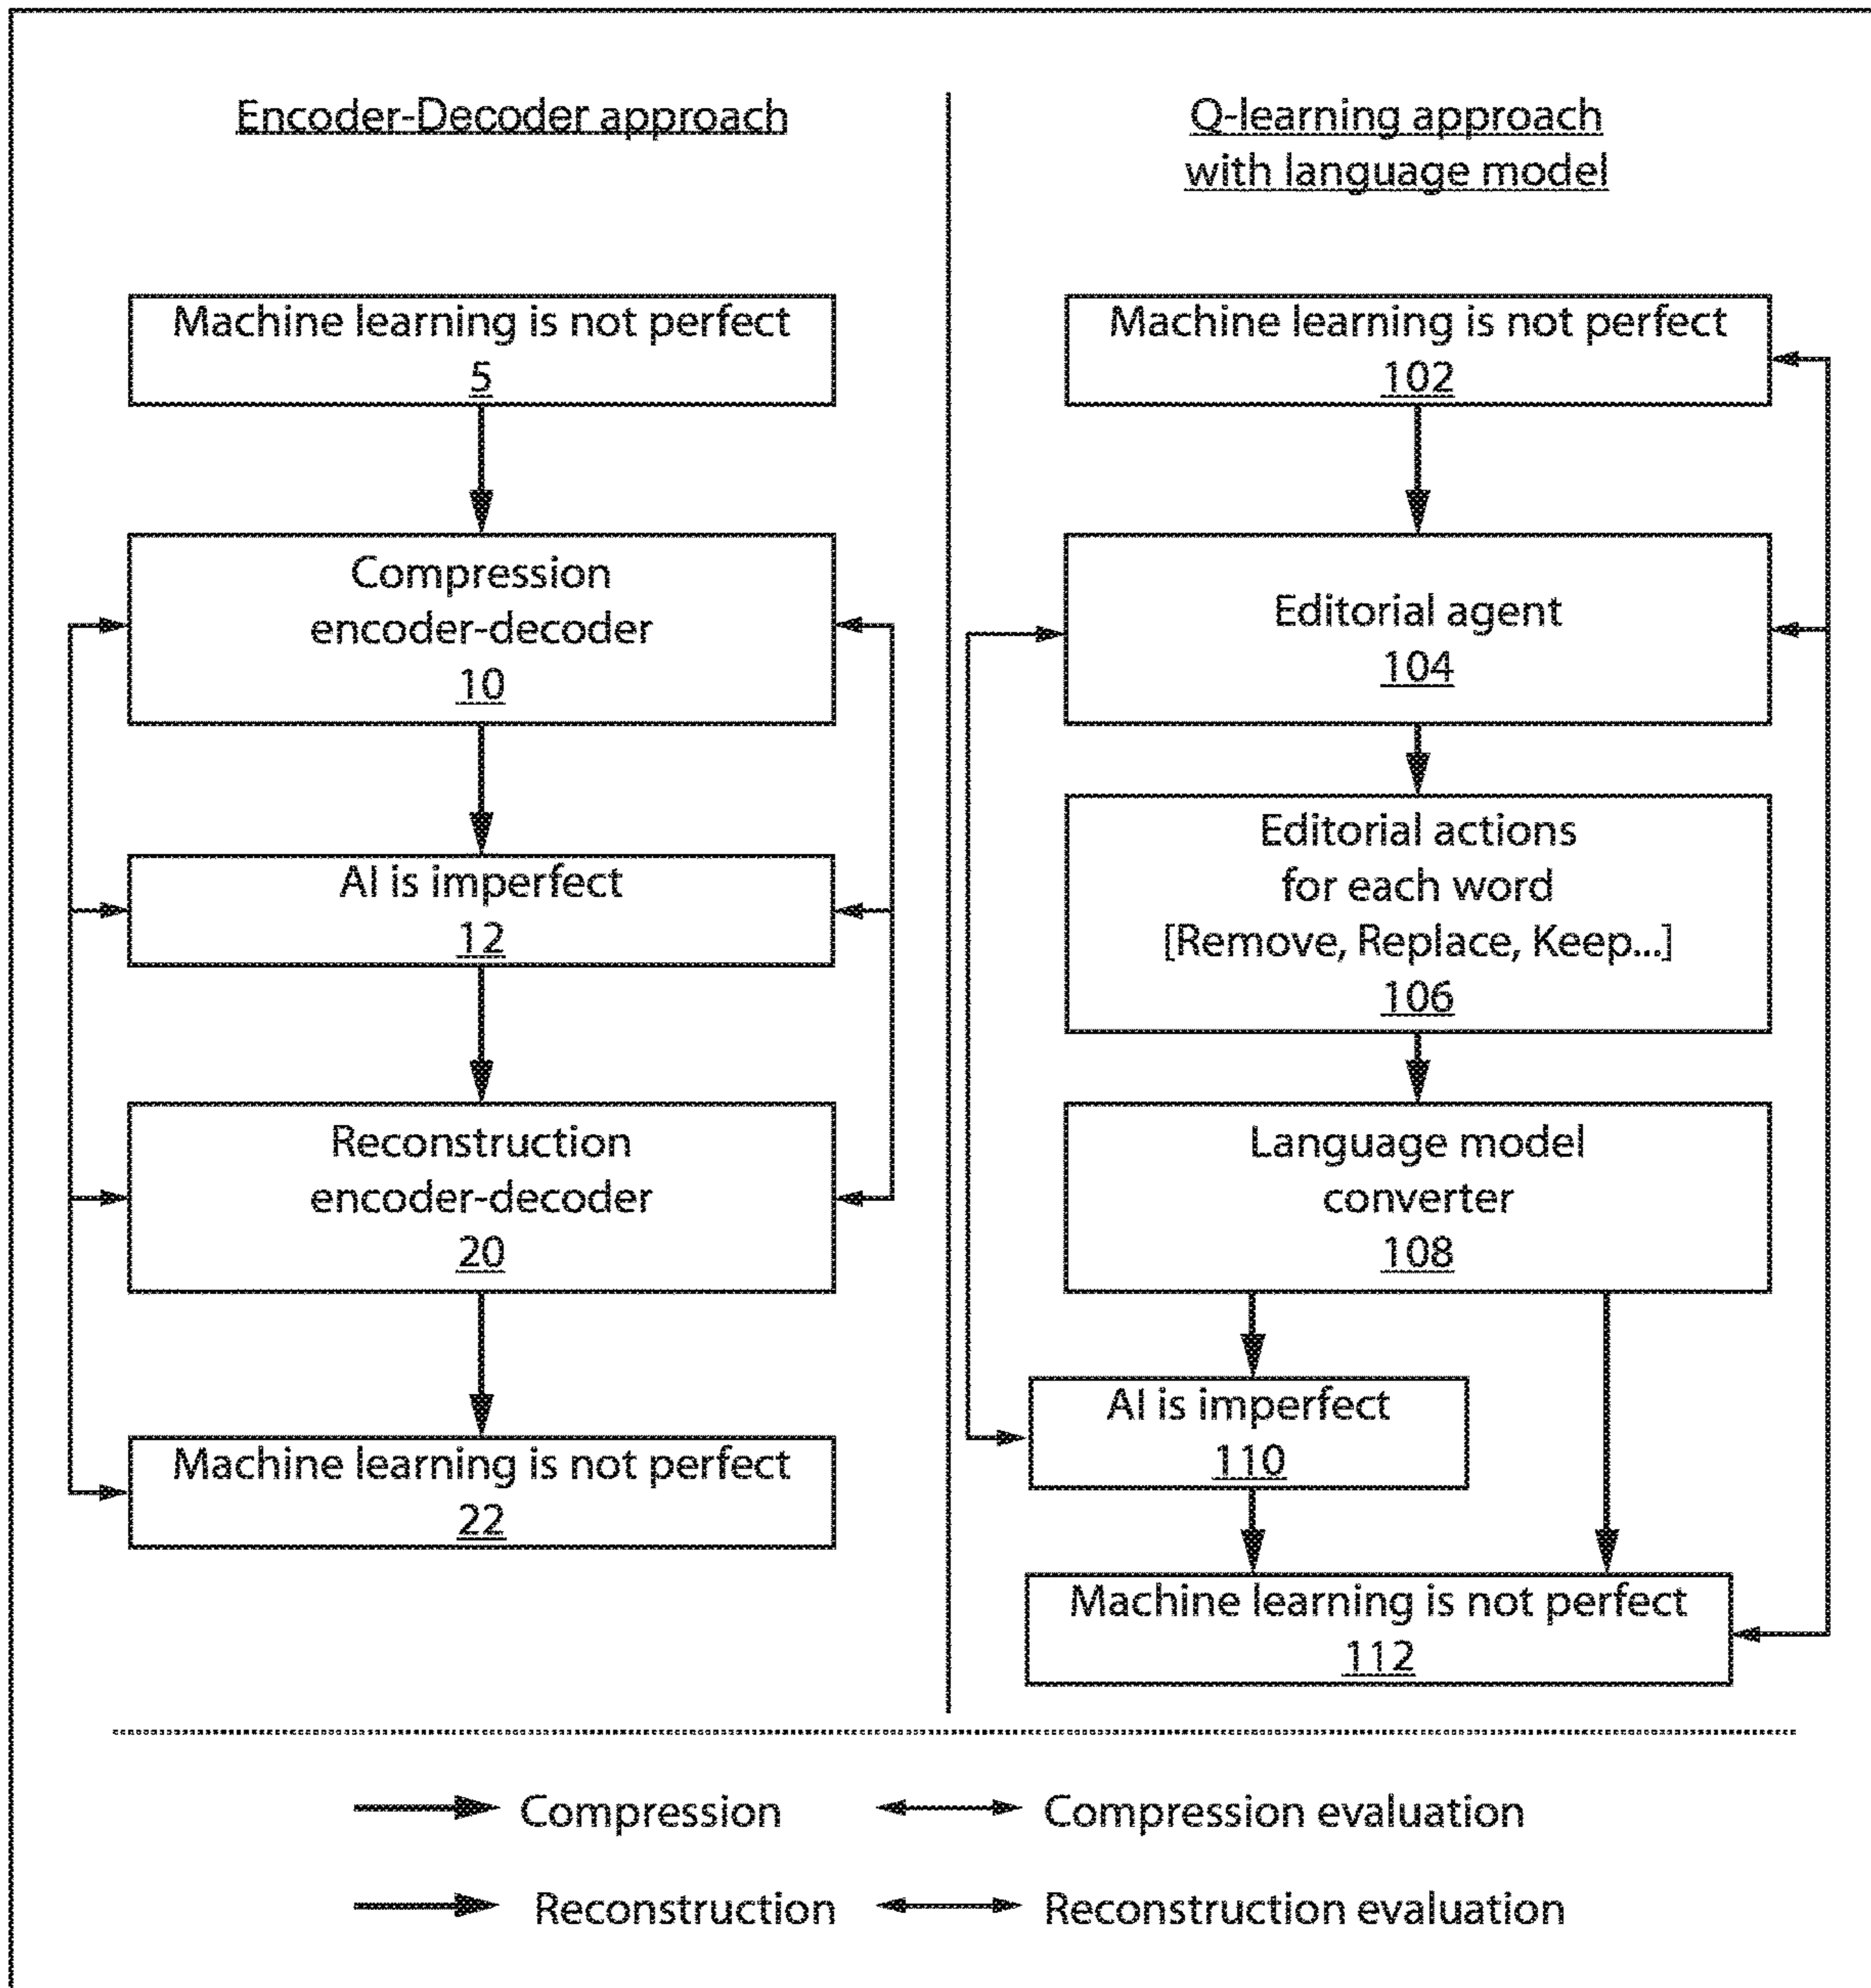 Encoder-Decoder approach
Machine learning is not perfect
5
Compression
encoder-decoder
10
AI is imperfect
12
Reconstruction
encoder-decoder
20
Machine learning is not perfect
22
Q-learning approach
with language model
Machine learning is not perfect
102
Editorial agent
104
Editorial actions
for each word
[Remove, Replace, Keep...]
106
Language model
converter
108
AI is imperfect
110
Machine learning is not perfect
112
Compression
Compression evaluation
Reconstruction
Reconstruction evaluation